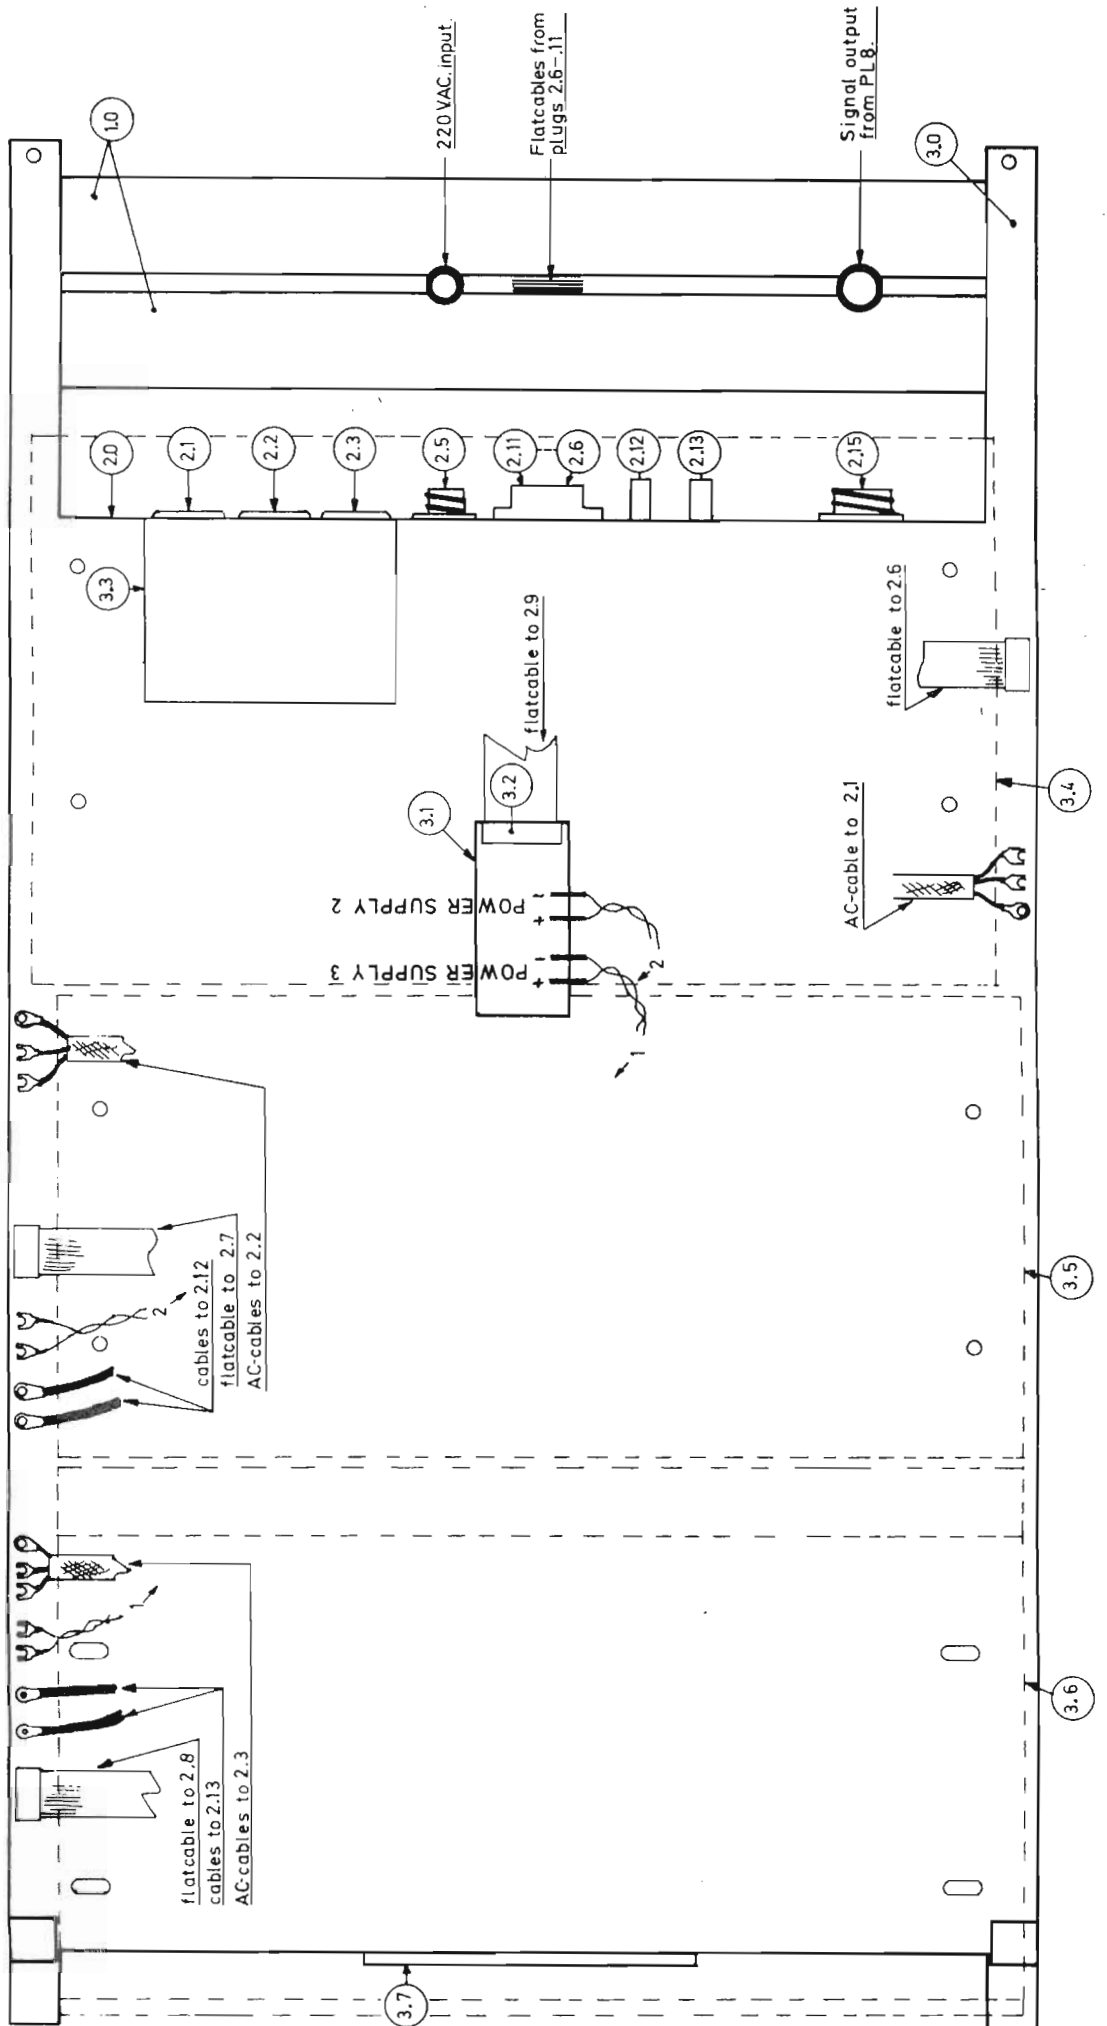 1.0
220 VAC. input.
Flatcables from
plugs 2.6-.11
Signal output
from PL8.
3.0
2.0
2.1
2.2
2.3
2.5
2.11
2.6
2.12
2.13
2.15
3.3
flatcable to 2.9
flatcable to 2.6
3.1
3.2
POWER SUPPLY 2
+ -
POWER SUPPLY 3
+ -
2
1
AC-cable to 2.1
3.4
cables to 2.12
flatcable to 2.7
AC-cables to 2.2
2
3.5
1
flatcable to 2.8
cables to 2.13
AC-cables to 2.3
3.6
3.7